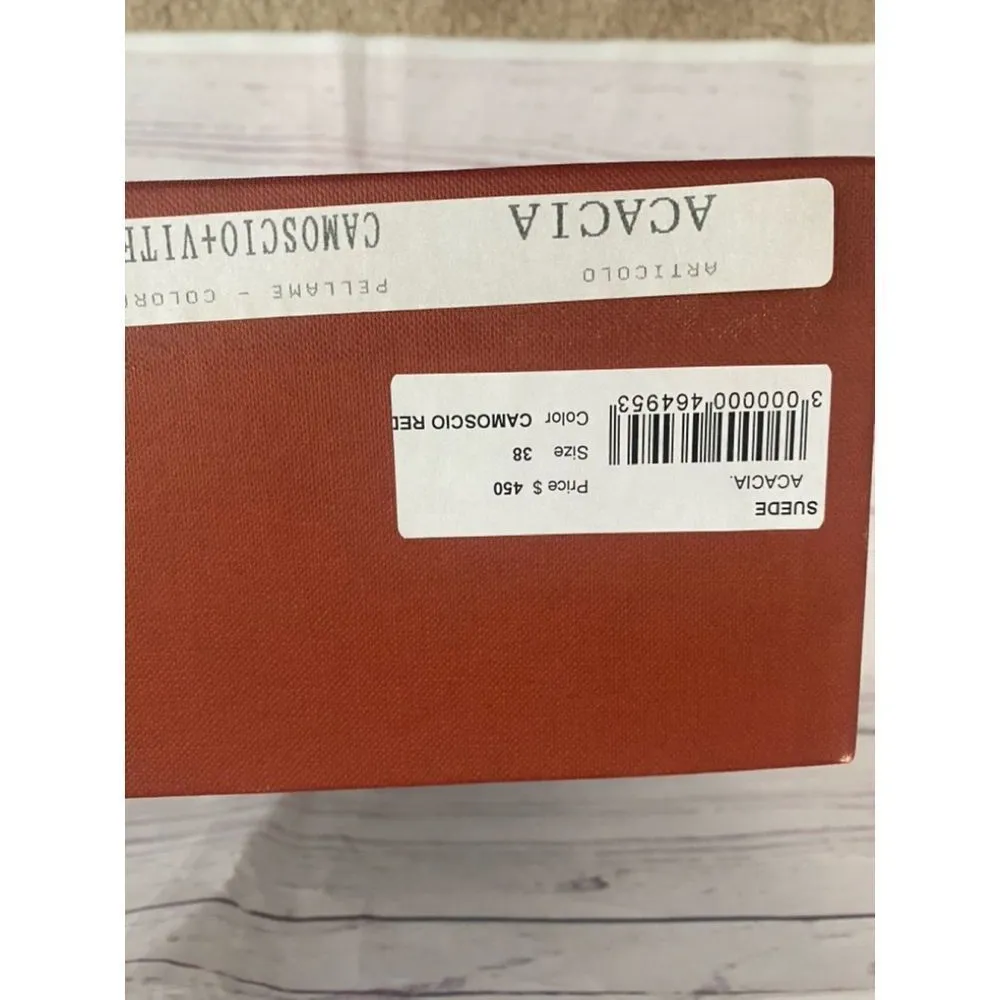 SUEDE
ACACIA.
3 000000 464953
Price $ 450
Size 38
Color CAMOSCIO RED
ARTICOLO
ACACIA
PELLAME - COLOR
CAMOSCIO+VITE